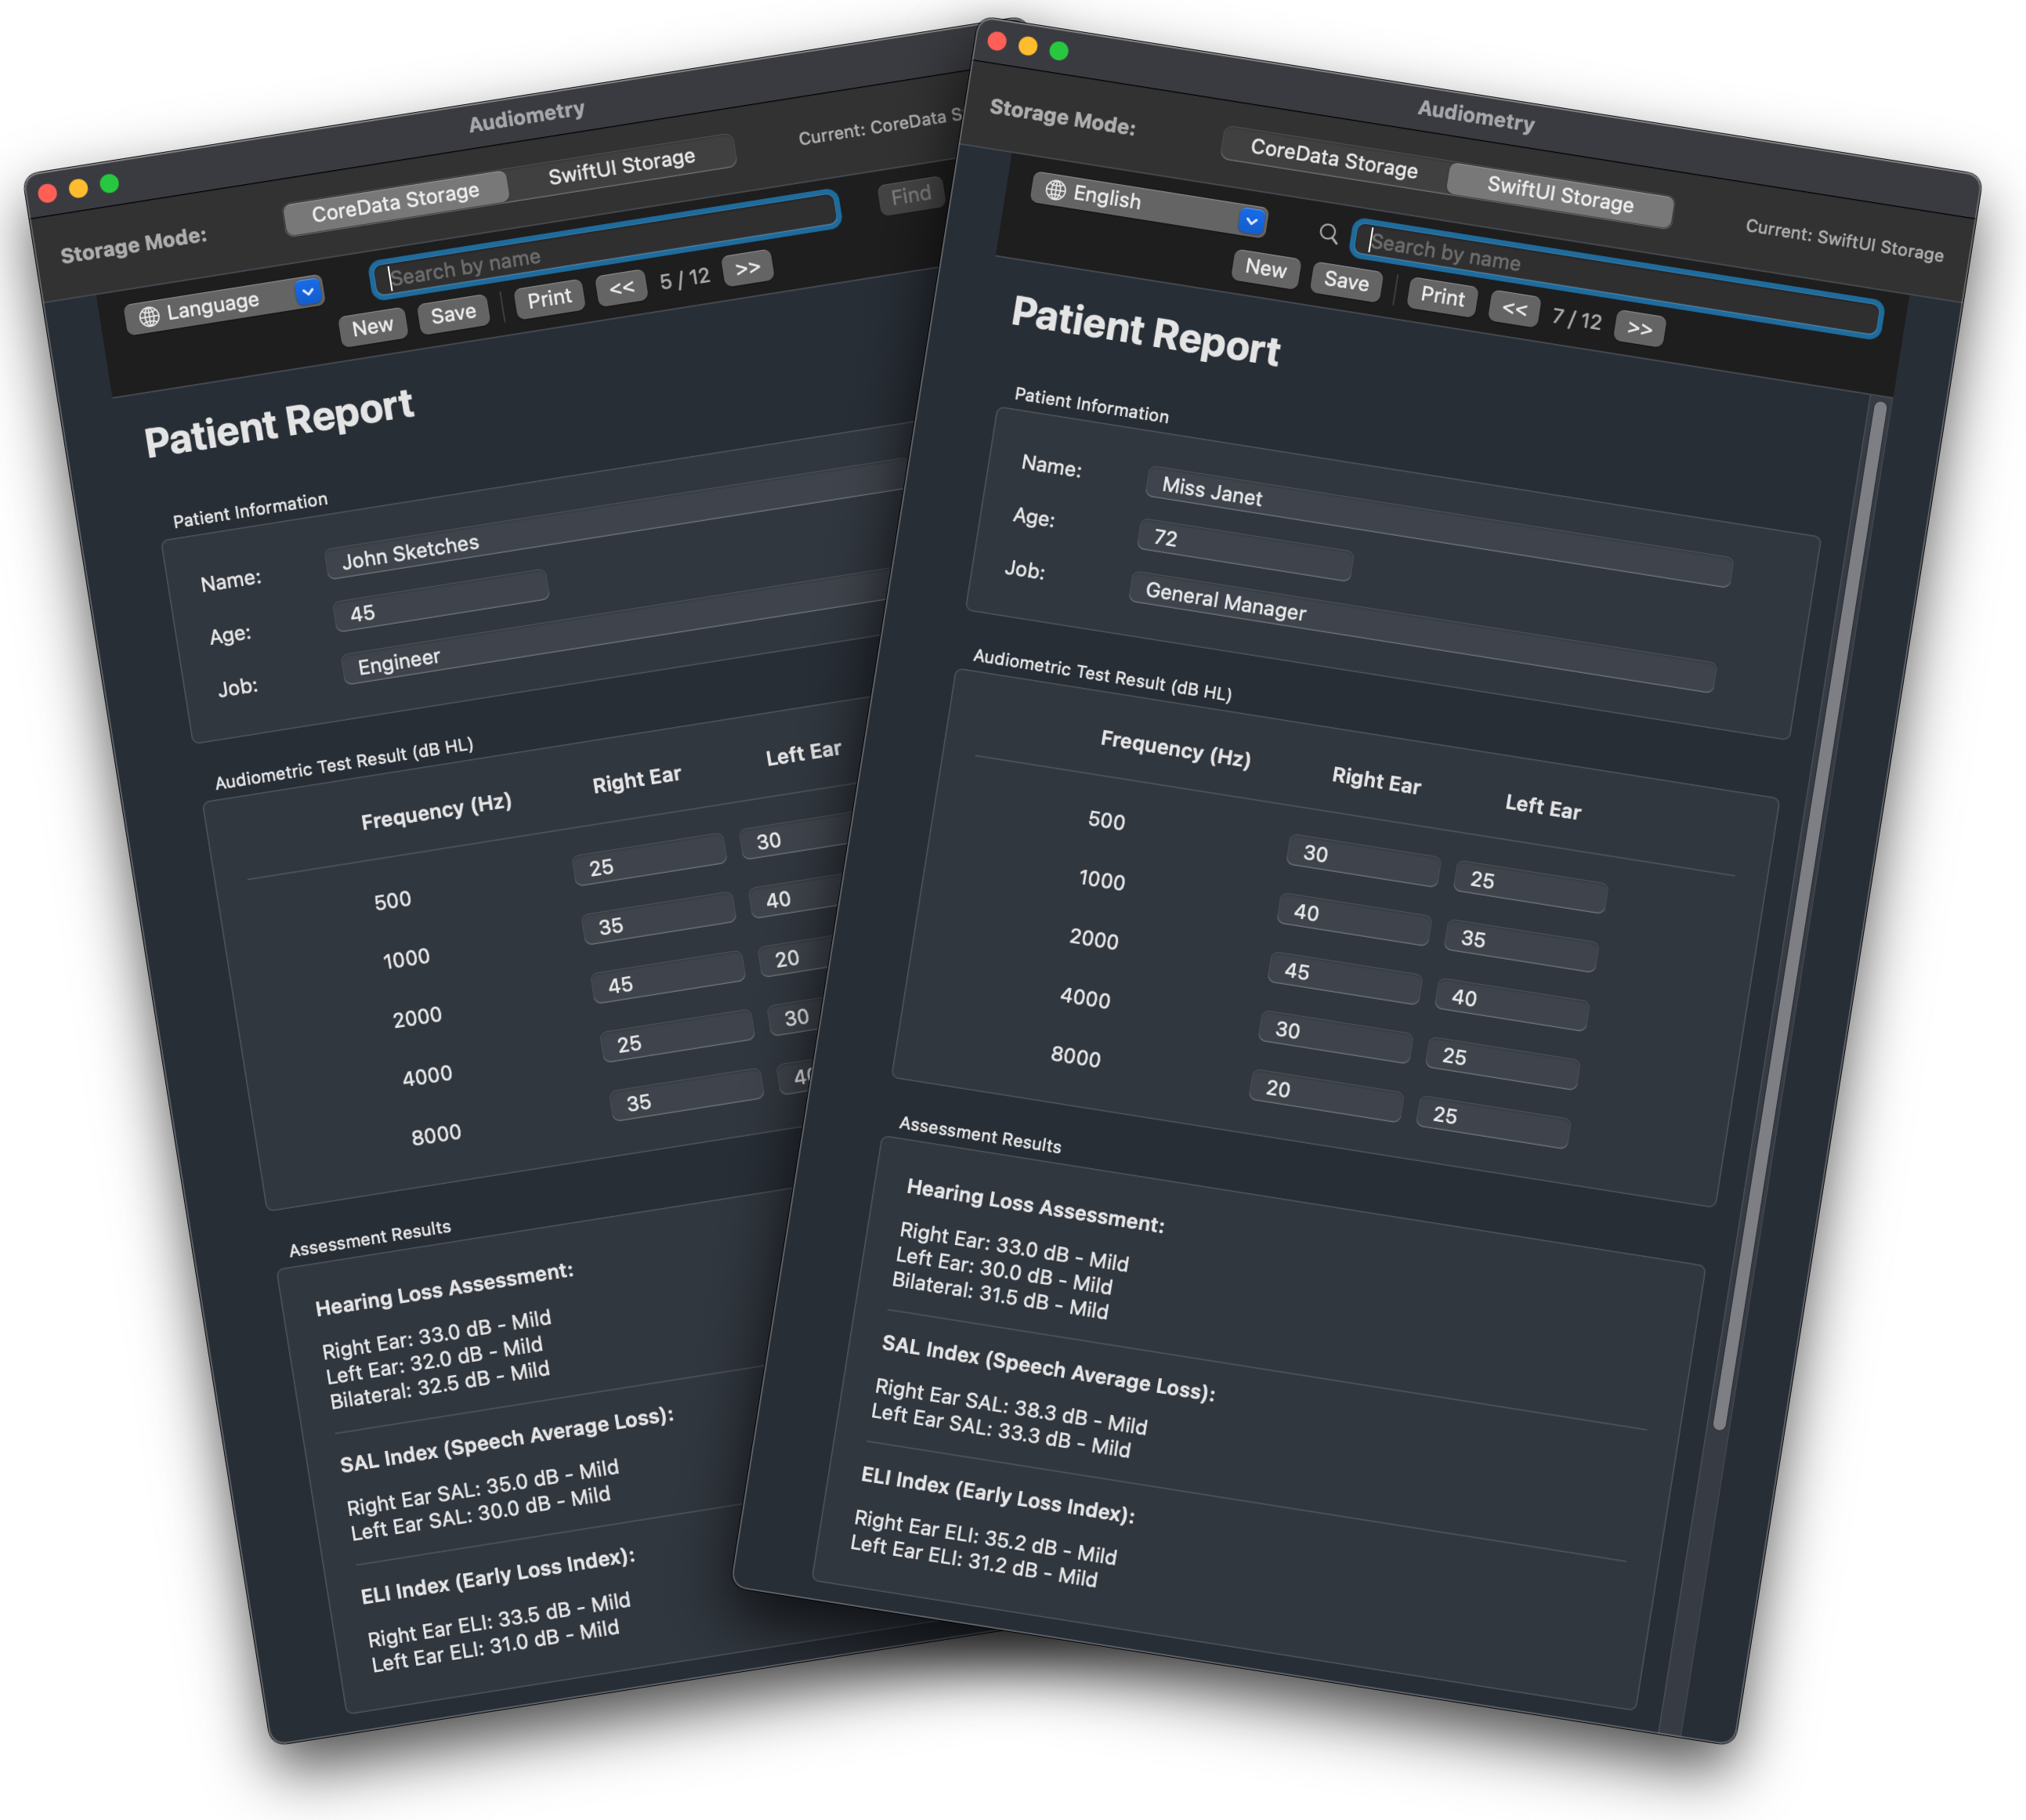 Audiometry
Storage Mode:
CoreData Storage
SwiftUI Storage
Current: CoreData
Language
Search by name
Find
New
Save
Print
<<
5 / 12
>>
Patient Report
Patient Information
Name:
John Sketches
Age:
45
Job:
Engineer
Audiometric Test Result (dB HL)
Frequency (Hz) Right Ear Left Ear
500 25 30
1000 35 40
2000 45 20
4000 25 30
8000 35
Assessment Results
Hearing Loss Assessment:
Right Ear: 33.0 dB - Mild
Left Ear: 32.0 dB - Mild
Bilateral: 32.5 dB - Mild
SAL Index (Speech Average Loss):
Right Ear SAL: 35.0 dB - Mild
Left Ear SAL: 30.0 dB - Mild
ELI Index (Early Loss Index):
Right Ear ELI: 33.5 dB - Mild
Left Ear ELI: 31.0 dB - Mild
Audiometry
Storage Mode:
CoreData Storage
SwiftUI Storage
Current: SwiftUI Storage
English
Search by name
New
Save
Print
<<
7 / 12
>>
Patient Report
Patient Information
Name:
Miss Janet
Age:
72
Job:
General Manager
Audiometric Test Result (dB HL)
Frequency (Hz) Right Ear Left Ear
500 30 25
1000 40 35
2000 45 40
4000 30 25
8000 20 25
Assessment Results
Hearing Loss Assessment:
Right Ear: 33.0 dB - Mild
Left Ear: 30.0 dB - Mild
Bilateral: 31.5 dB - Mild
SAL Index (Speech Average Loss):
Right Ear SAL: 38.3 dB - Mild
Left Ear SAL: 33.3 dB - Mild
ELI Index (Early Loss Index):
Right Ear ELI: 35.2 dB - Mild
Left Ear ELI: 31.2 dB - Mild